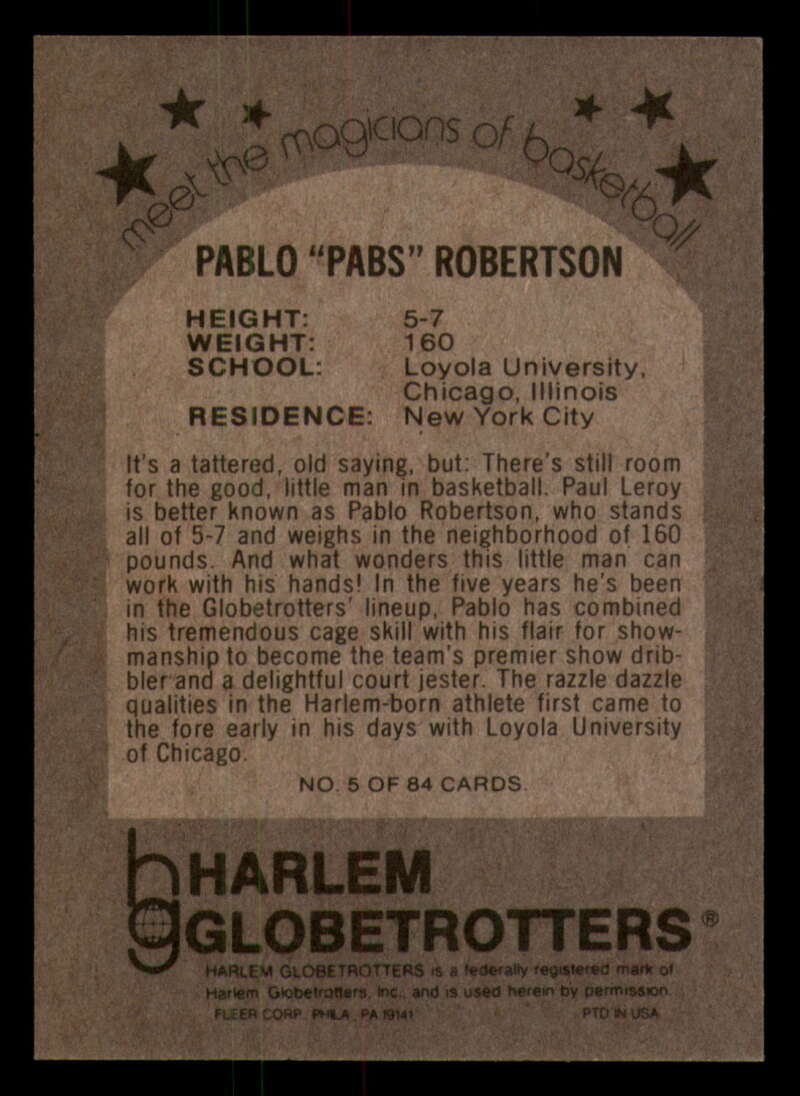 meet the magicians of basketball
PABLO “PABS” ROBERTSON
HEIGHT: 5-7
WEIGHT: 160
SCHOOL: Loyola University,
Chicago, Illinois
RESIDENCE: New York City
It's a tattered, old saying, but: There's still room
for the good, little man in basketball. Paul Leroy
is better known as Pablo Robertson, who stands
all of 5-7 and weighs in the neighborhood of 160
pounds. And what wonders this little man can
work with his hands! In the five years he's been
in the Globetrotters' lineup, Pablo has combined
his tremendous cage skill with his flair for show-
manship to become the team's premier show drib-
bler and a delightful court jester. The razzle dazzle
qualities in the Harlem-born athlete first came to
the fore early in his days with Loyola University
of Chicago.
NO. 5 OF 84 CARDS
hg HARLEM
GLOBETROTTERS®
HARLEM GLOBETROTTERS is a federally registered mark of
Harlem Globetrotters, Inc., and is used herein by permission.
FLEER CORP. PHILA., PA 19141 PTD IN USA